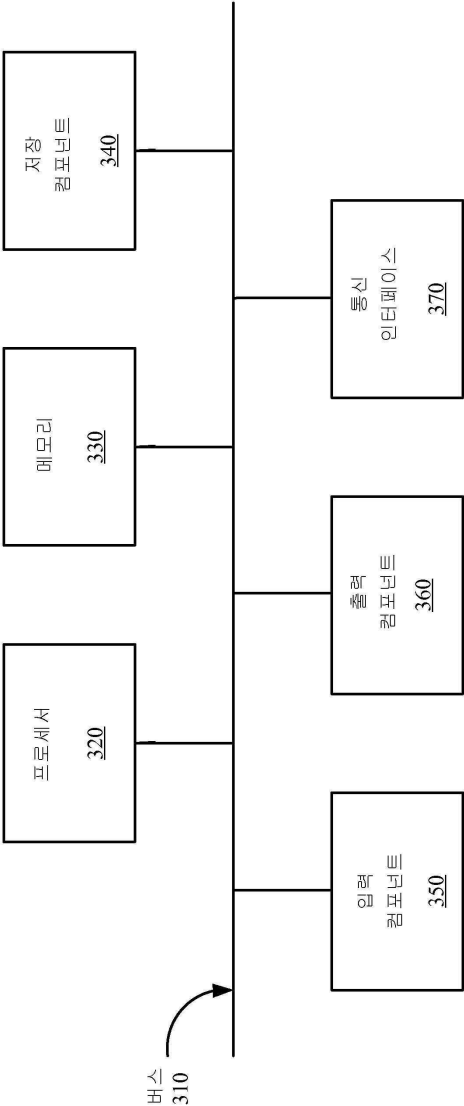 프로세서
320
메모리
330
저장
컴포넌트
340
버스
310
입력
컴포넌트
350
출력
컴포넌트
360
통신
인터페이스
370